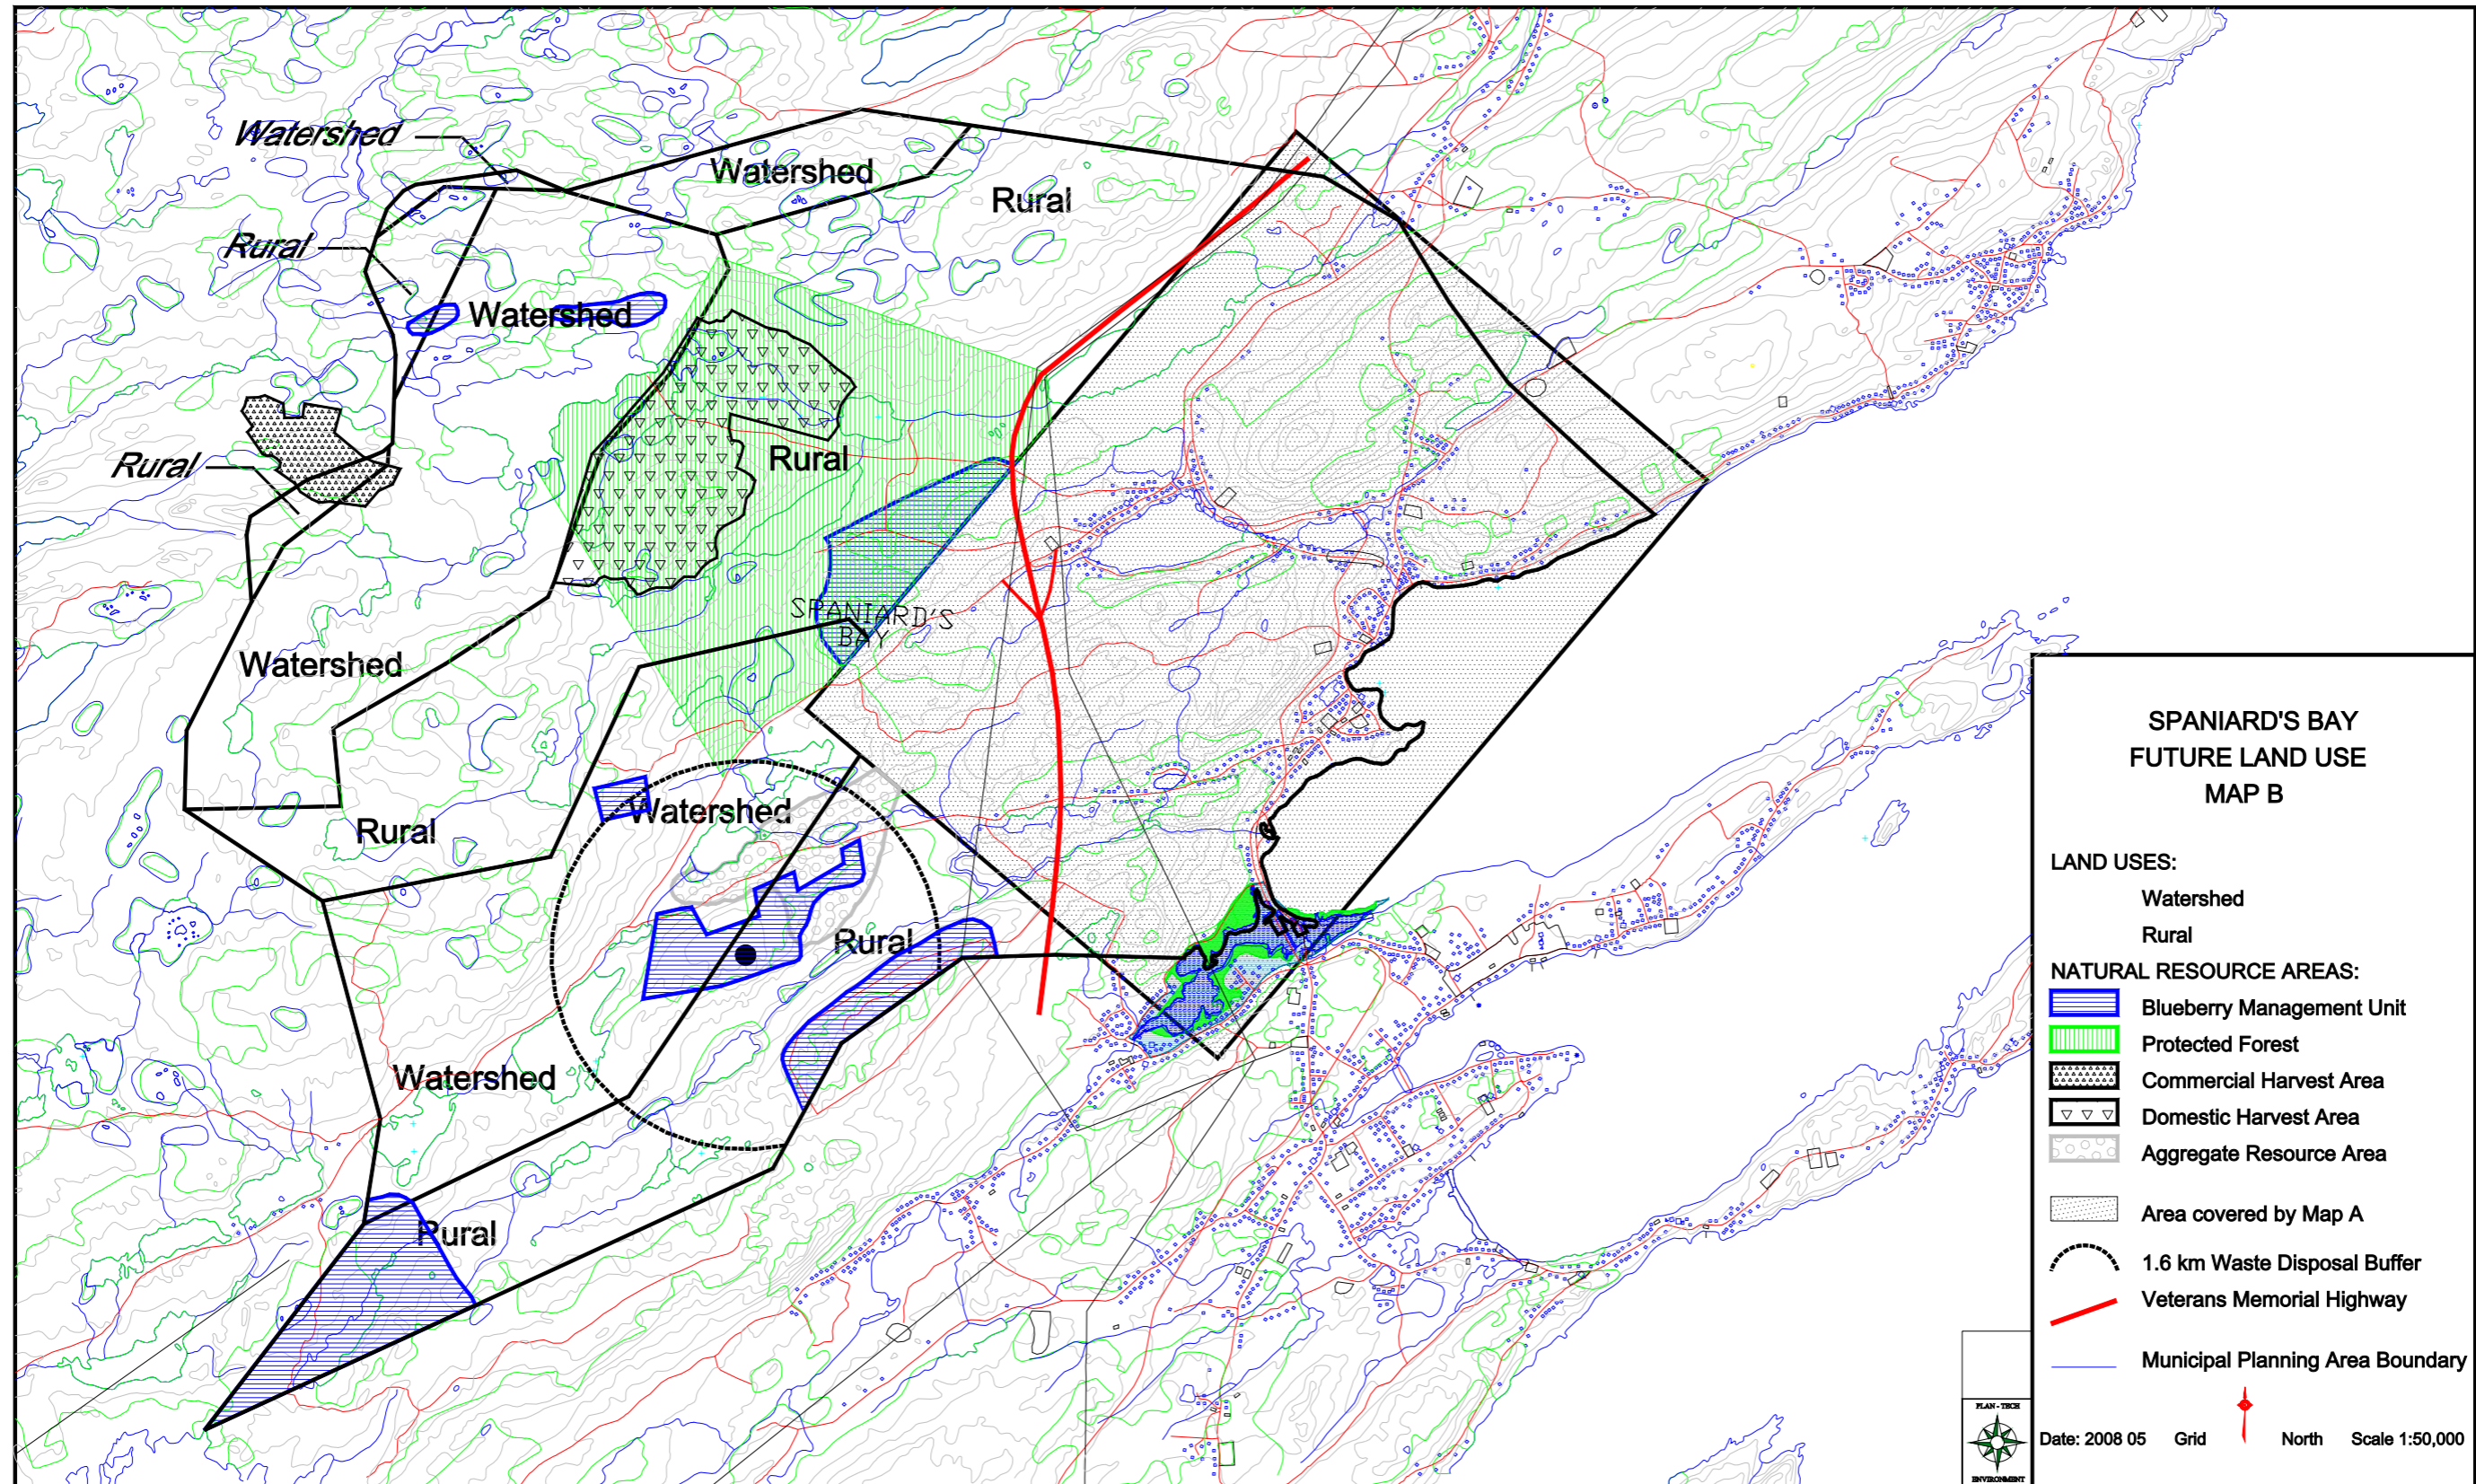 Watershed
Watershed
Rural
Rural
Watershed
Rural
Rural
SPANIARD'S
BAY
Watershed
Watershed
Rural
Rural
Watershed
Rural
SPANIARD'S BAY
FUTURE LAND USE
MAP B
LAND USES:
Watershed
Rural
NATURAL RESOURCE AREAS:
Blueberry Management Unit
Protected Forest
Commercial Harvest Area
Domestic Harvest Area
Aggregate Resource Area
Area covered by Map A
1.6 km Waste Disposal Buffer
Veterans Memorial Highway
Municipal Planning Area Boundary
PLAN - TECH
ENVIRONMENT
Date: 2008 05 Grid North Scale 1:50,000